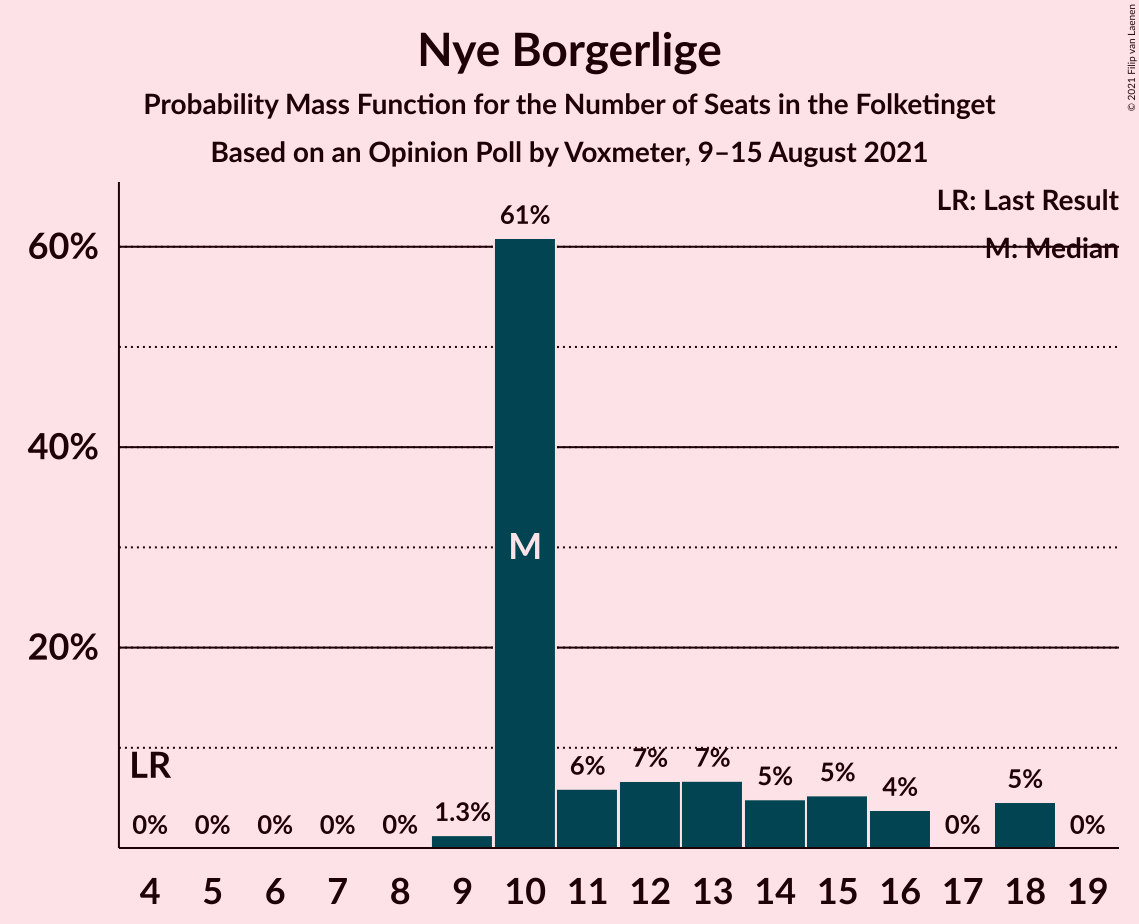 Nye Borgerlige
Probability Mass Function for the Number of Seats in the Folketinget
Based on an Opinion Poll by Voxmeter, 9–15 August 2021
© 2021 Filip van Laenen
LR: Last Result
M: Median
60%
40%
20%
61%
M
LR
0% 0% 0% 0% 0% 1.3% 6% 7% 7% 5% 5% 4% 0% 5% 0%
4 5 6 7 8 9 10 11 12 13 14 15 16 17 18 19